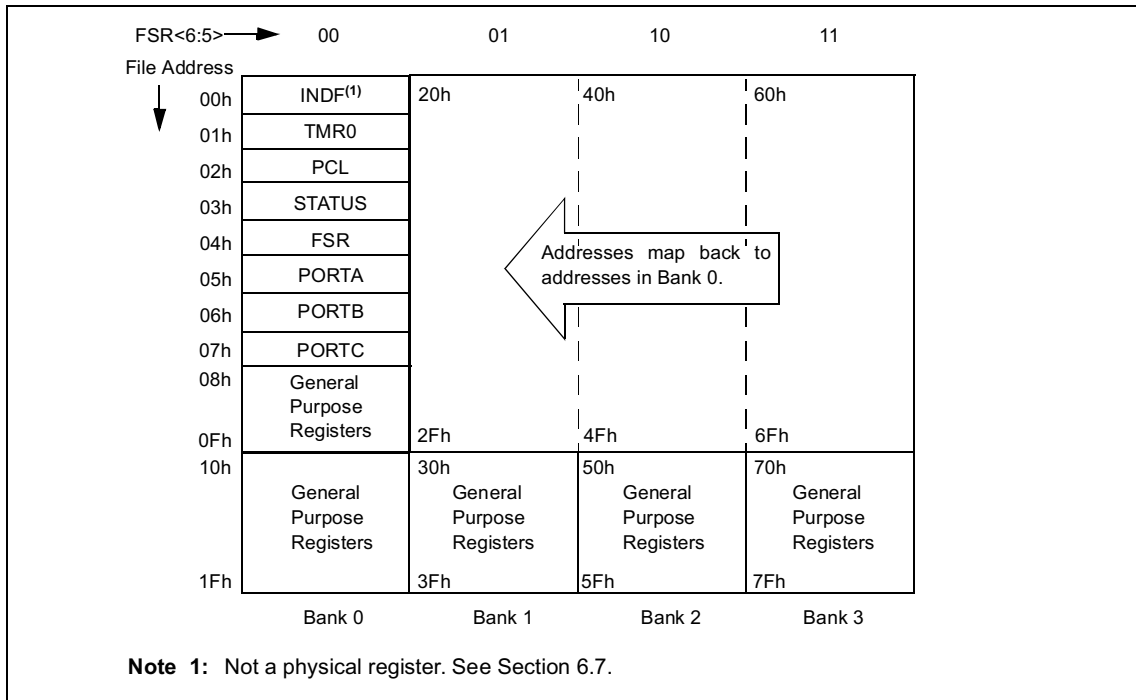 FSR<6:5> 00 01 10 11
File Address
00h INDF(1) 20h 40h 60h
01h TMR0
02h PCL
03h STATUS
04h FSR
Addresses map back to
addresses in Bank 0.
05h PORTA
06h PORTB
07h PORTC
08h General
Purpose
Registers
0Fh 2Fh 4Fh 6Fh
10h 30h 50h 70h
General General General General
Purpose Purpose Purpose Purpose
Registers Registers Registers Registers
1Fh 3Fh 5Fh 7Fh
Bank 0 Bank 1 Bank 2 Bank 3
Note 1: Not a physical register. See Section 6.7.